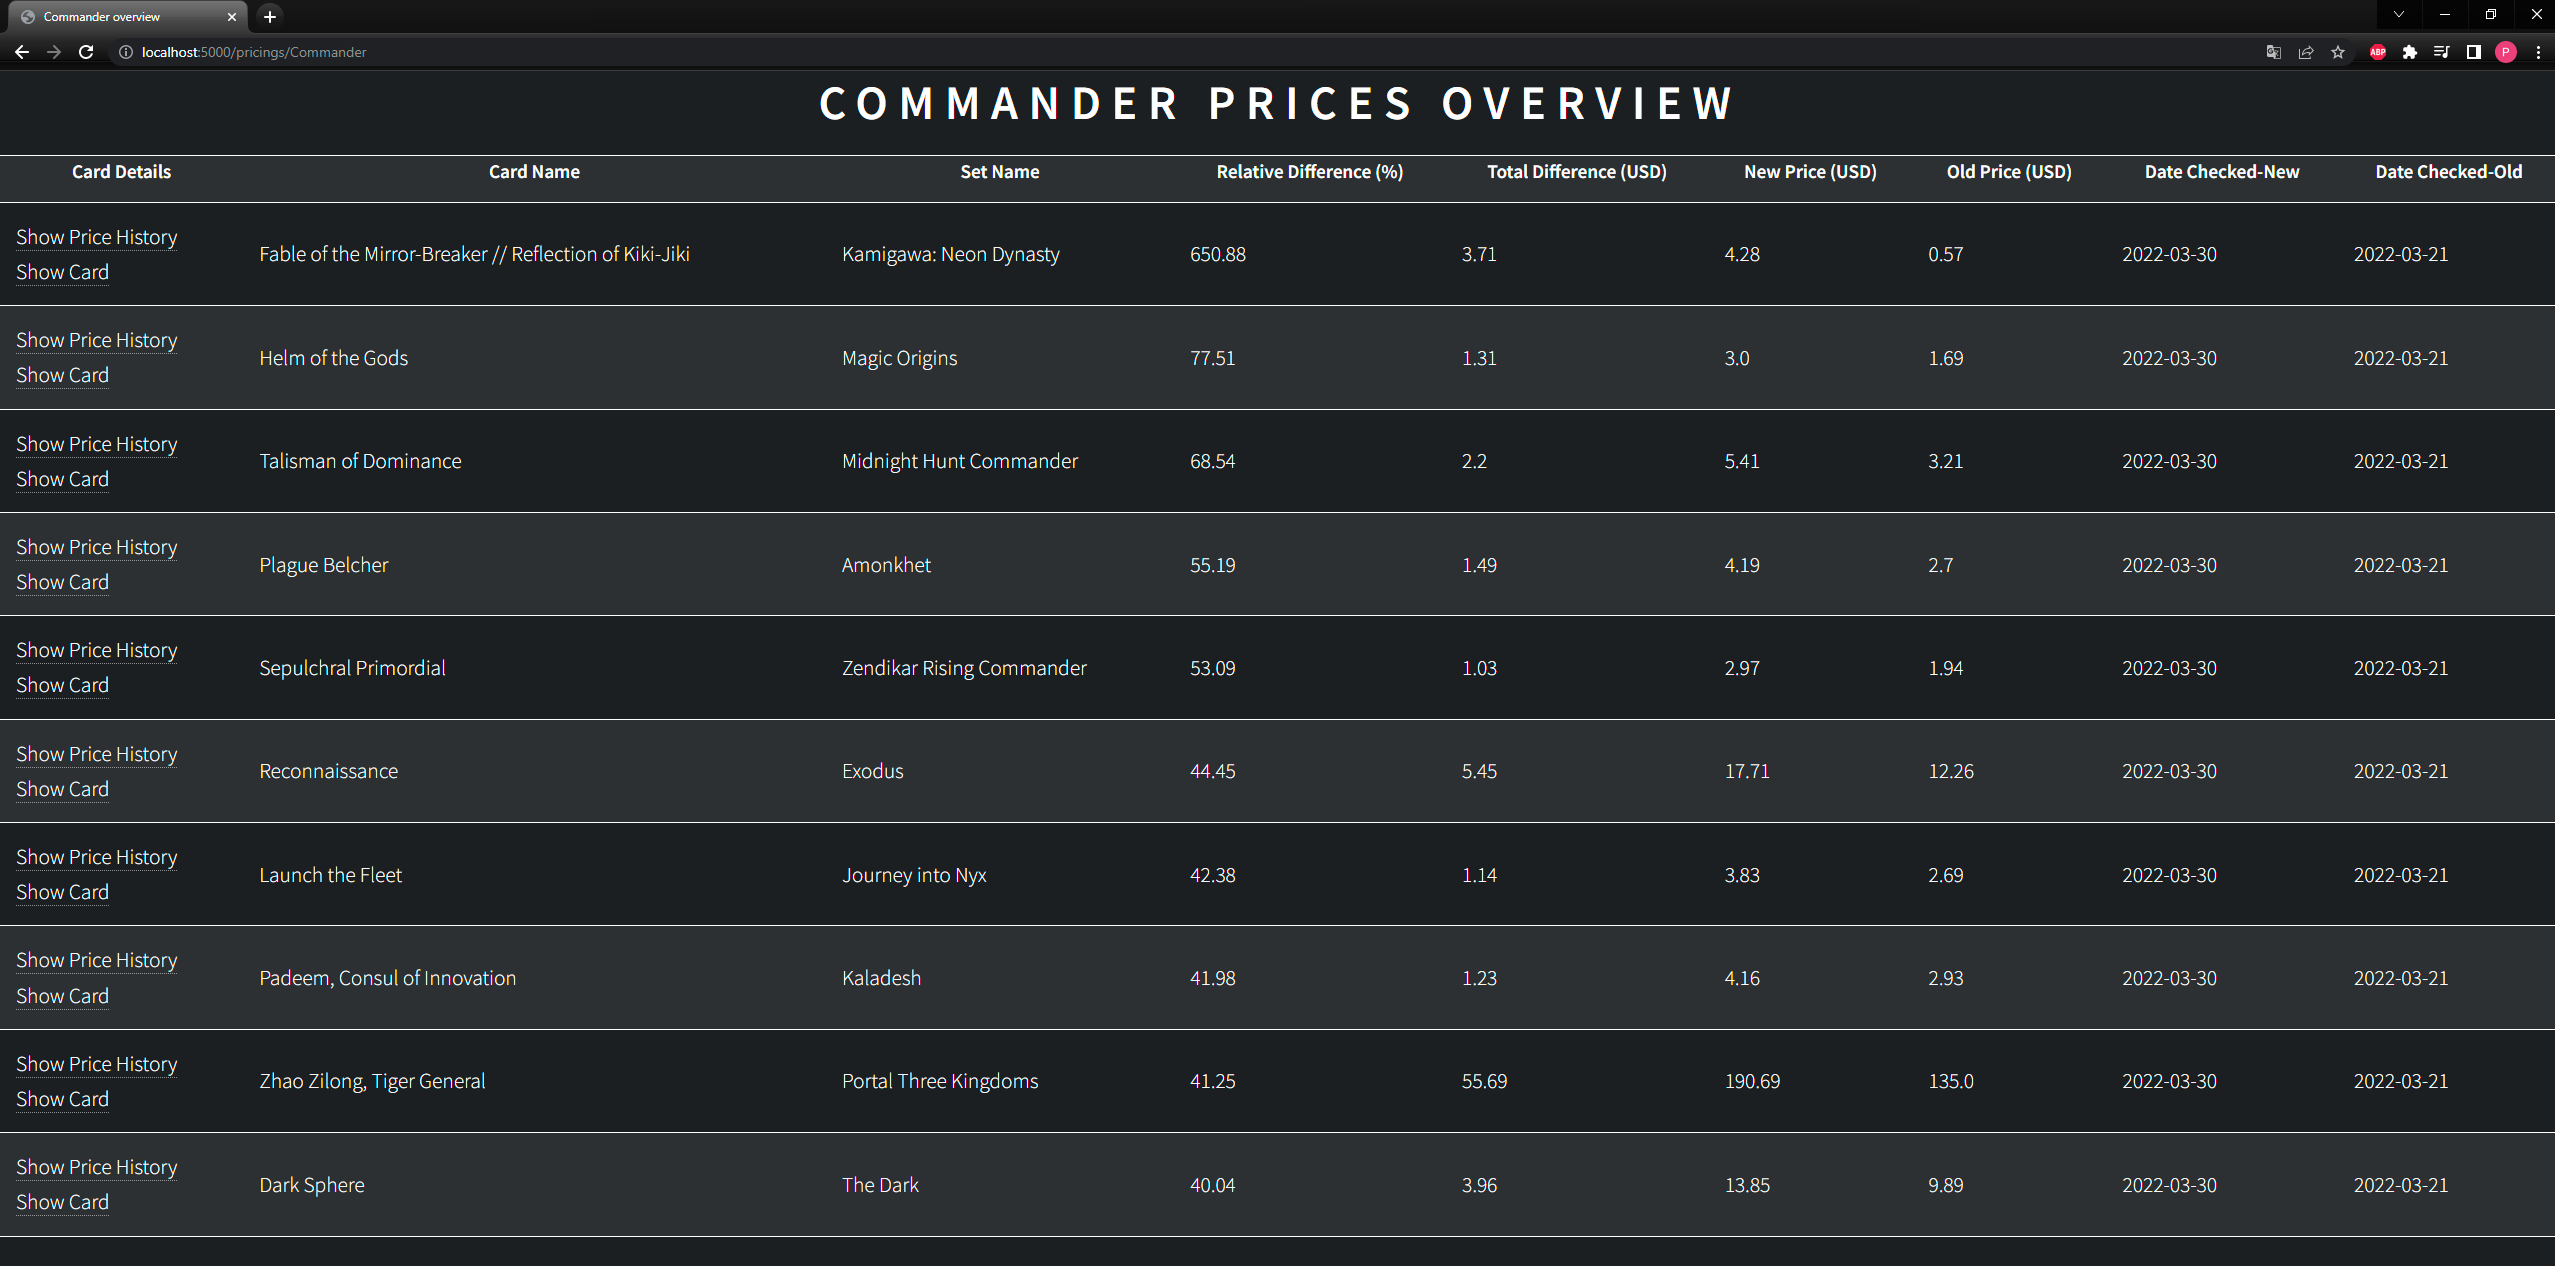 Commander overview
localhost:5000/pricings/Commander
ABP
P
COMMANDER PRICES OVERVIEW
Card Details Card Name Set Name Relative Difference (%) Total Difference (USD) New Price (USD) Old Price (USD) Date Checked-New Date Checked-Old
Show Price History
Show Card
Fable of the Mirror-Breaker // Reflection of Kiki-Jiki Kamigawa: Neon Dynasty 650.88 3.71 4.28 0.57 2022-03-30 2022-03-21
Show Price History
Show Card
Helm of the Gods Magic Origins 77.51 1.31 3.0 1.69 2022-03-30 2022-03-21
Show Price History
Show Card
Talisman of Dominance Midnight Hunt Commander 68.54 2.2 5.41 3.21 2022-03-30 2022-03-21
Show Price History
Show Card
Plague Belcher Amonkhet 55.19 1.49 4.19 2.7 2022-03-30 2022-03-21
Show Price History
Show Card
Sepulchral Primordial Zendikar Rising Commander 53.09 1.03 2.97 1.94 2022-03-30 2022-03-21
Show Price History
Show Card
Reconnaissance Exodus 44.45 5.45 17.71 12.26 2022-03-30 2022-03-21
Show Price History
Show Card
Launch the Fleet Journey into Nyx 42.38 1.14 3.83 2.69 2022-03-30 2022-03-21
Show Price History
Show Card
Padeem, Consul of Innovation Kaladesh 41.98 1.23 4.16 2.93 2022-03-30 2022-03-21
Show Price History
Show Card
Zhao Zilong, Tiger General Portal Three Kingdoms 41.25 55.69 190.69 135.0 2022-03-30 2022-03-21
Show Price History
Show Card
Dark Sphere The Dark 40.04 3.96 13.85 9.89 2022-03-30 2022-03-21